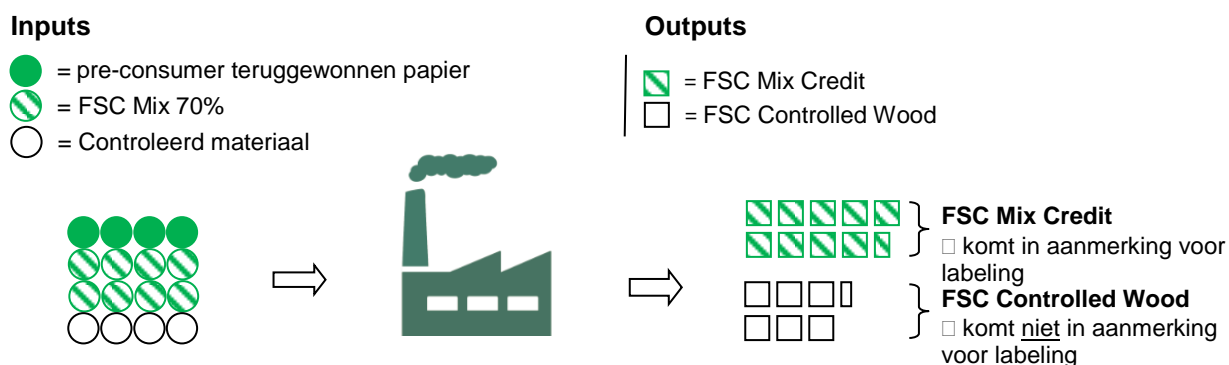 Inputs
= pre-consumer teruggewonnen papier
= FSC Mix 70%
= Controleerd materiaal
Outputs
= FSC Mix Credit
= FSC Controlled Wood
FSC Mix Credit
komt in aanmerking voor
labeling
FSC Controlled Wood
komt niet in aanmerking
voor labeling